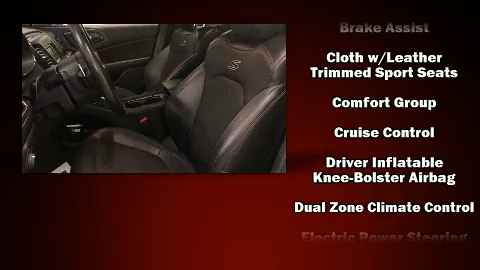 Brake Assist
Cloth w/Leather
Trimmed Sport Seats
Comfort Group
Cruise Control
Driver Inflatable
Knee-Bolster Airbag
Dual Zone Climate Control
Electric Power Steering
S
S